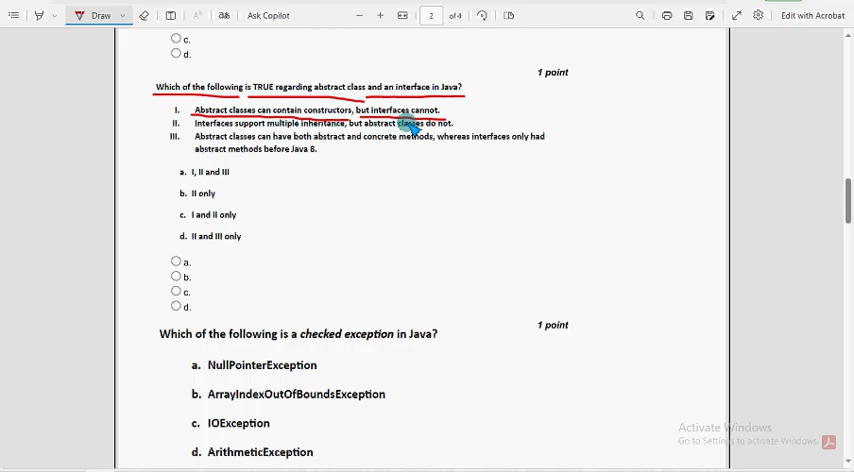 Draw
Ask Copilot
2 of 4
Edit with Acrobat
c.
d.
1 point
Which of the following is TRUE regarding abstract class and an interface in Java?
I. Abstract classes can contain constructors, but interfaces cannot.
II. Interfaces support multiple inheritance, but abstract classes do not.
III. Abstract classes can have both abstract and concrete methods, whereas interfaces only had
abstract methods before Java 8.
a. I, II and III
b. II only
c. I and II only
d. II and III only
a.
b.
c.
d.
1 point
Which of the following is a checked exception in Java?
a. NullPointerException
b. ArrayIndexOutOfBoundsException
c. IOException
d. ArithmeticException
Activate Windows
Go to Settings to activate Windows.